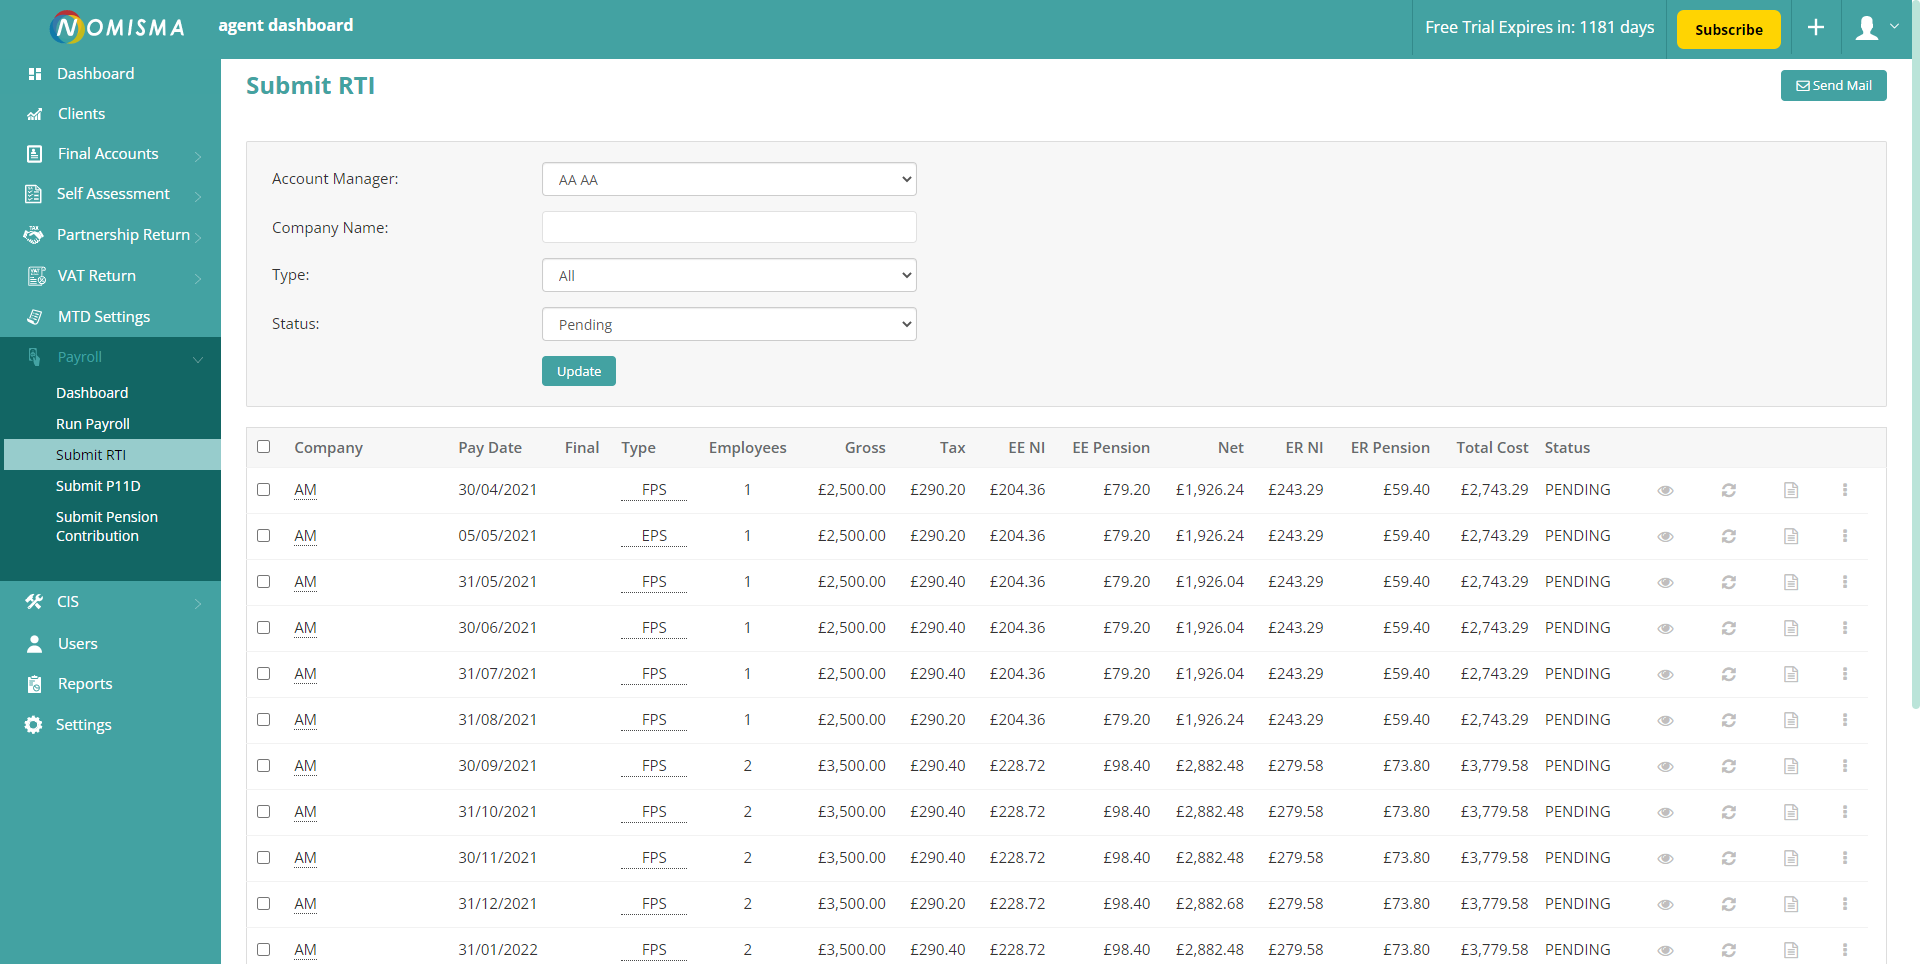 NOMISMA
agent dashboard
Free Trial Expires in: 1181 days
Subscribe
Dashboard
Clients
Final Accounts
Self Assessment
Partnership Return
VAT Return
MTD Settings
Payroll
Dashboard
Run Payroll
Submit RTI
Submit P11D
Submit Pension
Contribution
CIS
Users
Reports
Settings
Submit RTI
Send Mail
Account Manager:
AA AA
Company Name:
Type:
All
Status:
Pending
Update
Company Pay Date Final Type Employees Gross Tax EE NI EE Pension Net ER NI ER Pension Total Cost Status
AM 30/04/2021 FPS 1 £2,500.00 £290.20 £204.36 £79.20 £1,926.24 £243.29 £59.40 £2,743.29 PENDING
AM 05/05/2021 EPS 1 £2,500.00 £290.20 £204.36 £79.20 £1,926.24 £243.29 £59.40 £2,743.29 PENDING
AM 31/05/2021 FPS 1 £2,500.00 £290.40 £204.36 £79.20 £1,926.04 £243.29 £59.40 £2,743.29 PENDING
AM 30/06/2021 FPS 1 £2,500.00 £290.40 £204.36 £79.20 £1,926.04 £243.29 £59.40 £2,743.29 PENDING
AM 31/07/2021 FPS 1 £2,500.00 £290.40 £204.36 £79.20 £1,926.04 £243.29 £59.40 £2,743.29 PENDING
AM 31/08/2021 FPS 1 £2,500.00 £290.20 £204.36 £79.20 £1,926.24 £243.29 £59.40 £2,743.29 PENDING
AM 30/09/2021 FPS 2 £3,500.00 £290.40 £228.72 £98.40 £2,882.48 £279.58 £73.80 £3,779.58 PENDING
AM 31/10/2021 FPS 2 £3,500.00 £290.40 £228.72 £98.40 £2,882.48 £279.58 £73.80 £3,779.58 PENDING
AM 30/11/2021 FPS 2 £3,500.00 £290.40 £228.72 £98.40 £2,882.48 £279.58 £73.80 £3,779.58 PENDING
AM 31/12/2021 FPS 2 £3,500.00 £290.20 £228.72 £98.40 £2,882.68 £279.58 £73.80 £3,779.58 PENDING
AM 31/01/2022 FPS 2 £3,500.00 £290.40 £228.72 £98.40 £2,882.48 £279.58 £73.80 £3,779.58 PENDING